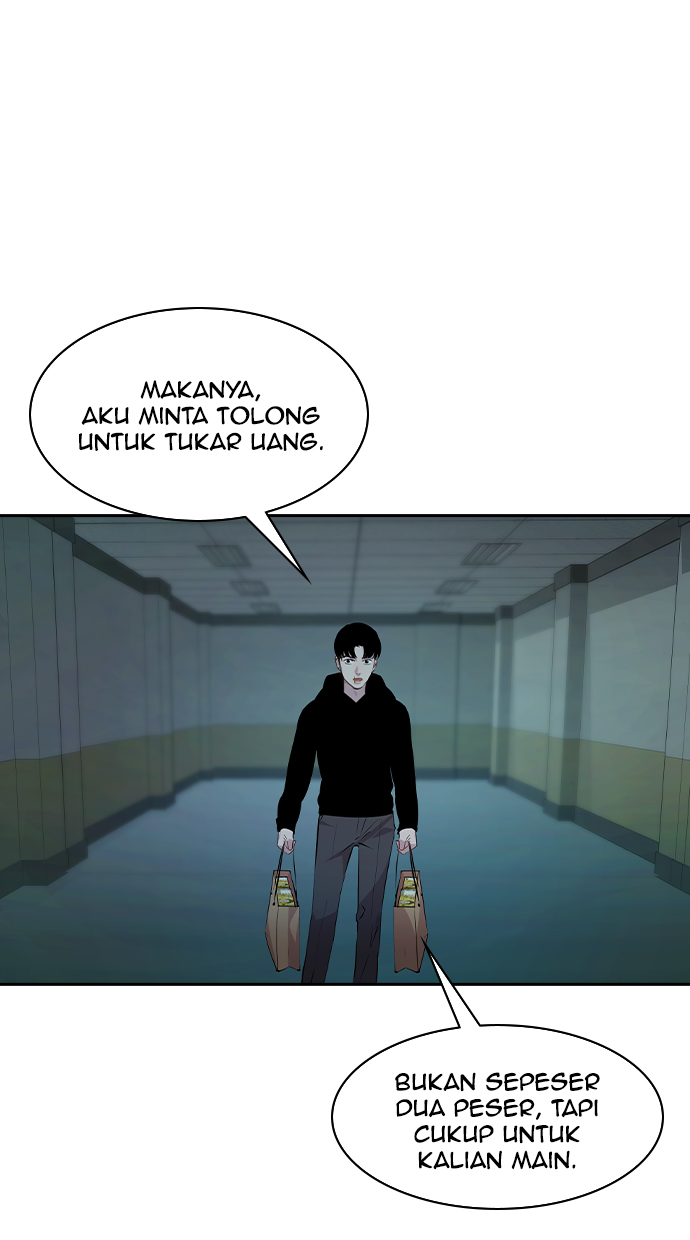 MAKANYA,
AKU MINTA TOLONG
UNTUK TUKAR UANG.
BUKAN SEPESER
DUA PESER, TAPI
CUKUP UNTUK
KALIAN MAIN.